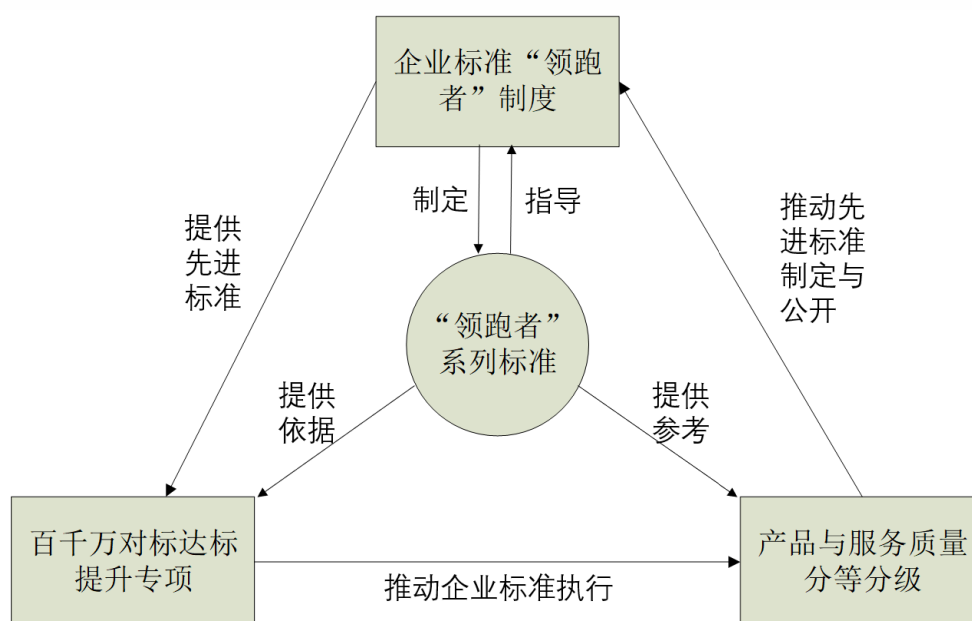 企业标准“领跑
者”制度
制定
指导
提供
先进
标准
推动先
进标准
制定与
公开
“领跑者”
系列标准
提供
依据
提供
参考
百千万对标达标
提升专项
推动企业标准执行
产品与服务质量
分等分级